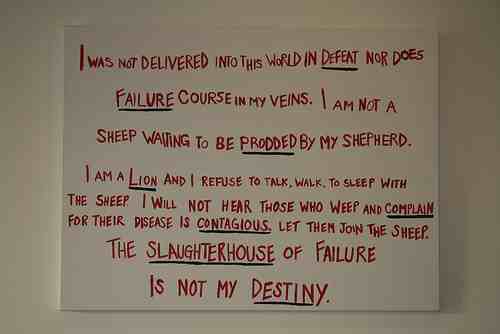 I WAS NOT DELIVERED INTO THIS WORLD IN DEFEAT NOR DOES
FAILURE COURSE IN MY VEINS. I AM NOT A
SHEEP WAITING TO BE PRODDED BY MY SHEPHERD.
I AM A LION AND I REFUSE TO TALK, WALK, TO SLEEP WITH
THE SHEEP I WILL NOT HEAR THOSE WHO WEEP AND COMPLAIN
FOR THEIR DISEASE IS CONTAGIOUS. LET THEM JOIN THE SHEEP.
THE SLAUGHTERHOUSE OF FAILURE
IS NOT MY DESTINY.